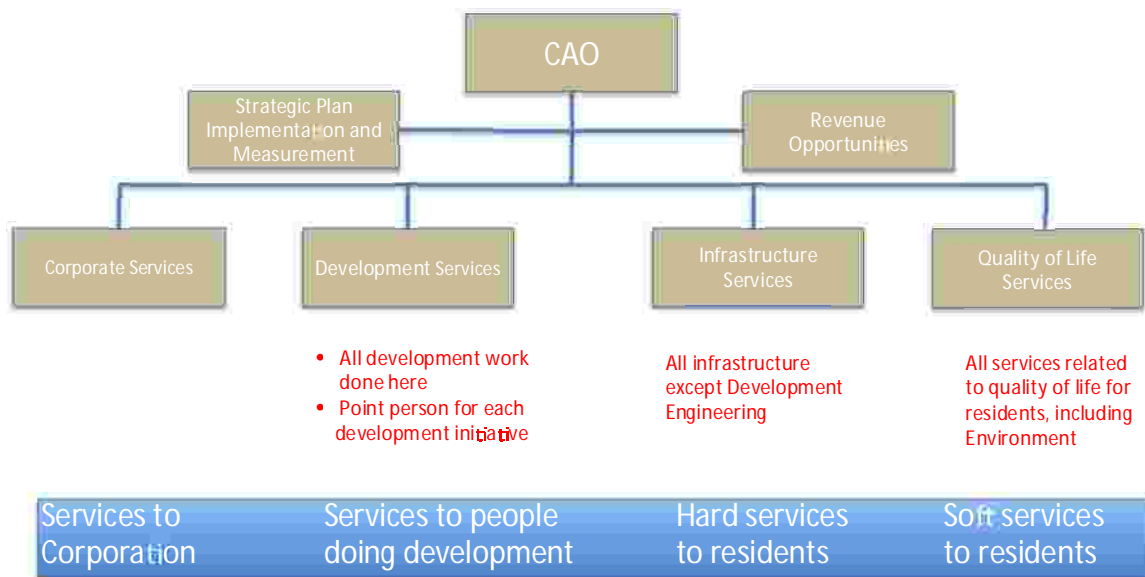 CAO
Strategic Plan
Implementation and
Measurement
Revenue
Opportunities
Corporate Services
Development Services
Infrastructure
Services
Quality of Life
Services
• All development work
done here
• Point person for each
development initiative
All infrastructure
except Development
Engineering
All services related
to quality of life for
residents, including
Environment
Services to
Corporation
Services to people
doing development
Hard services
to residents
Soft services
to residents